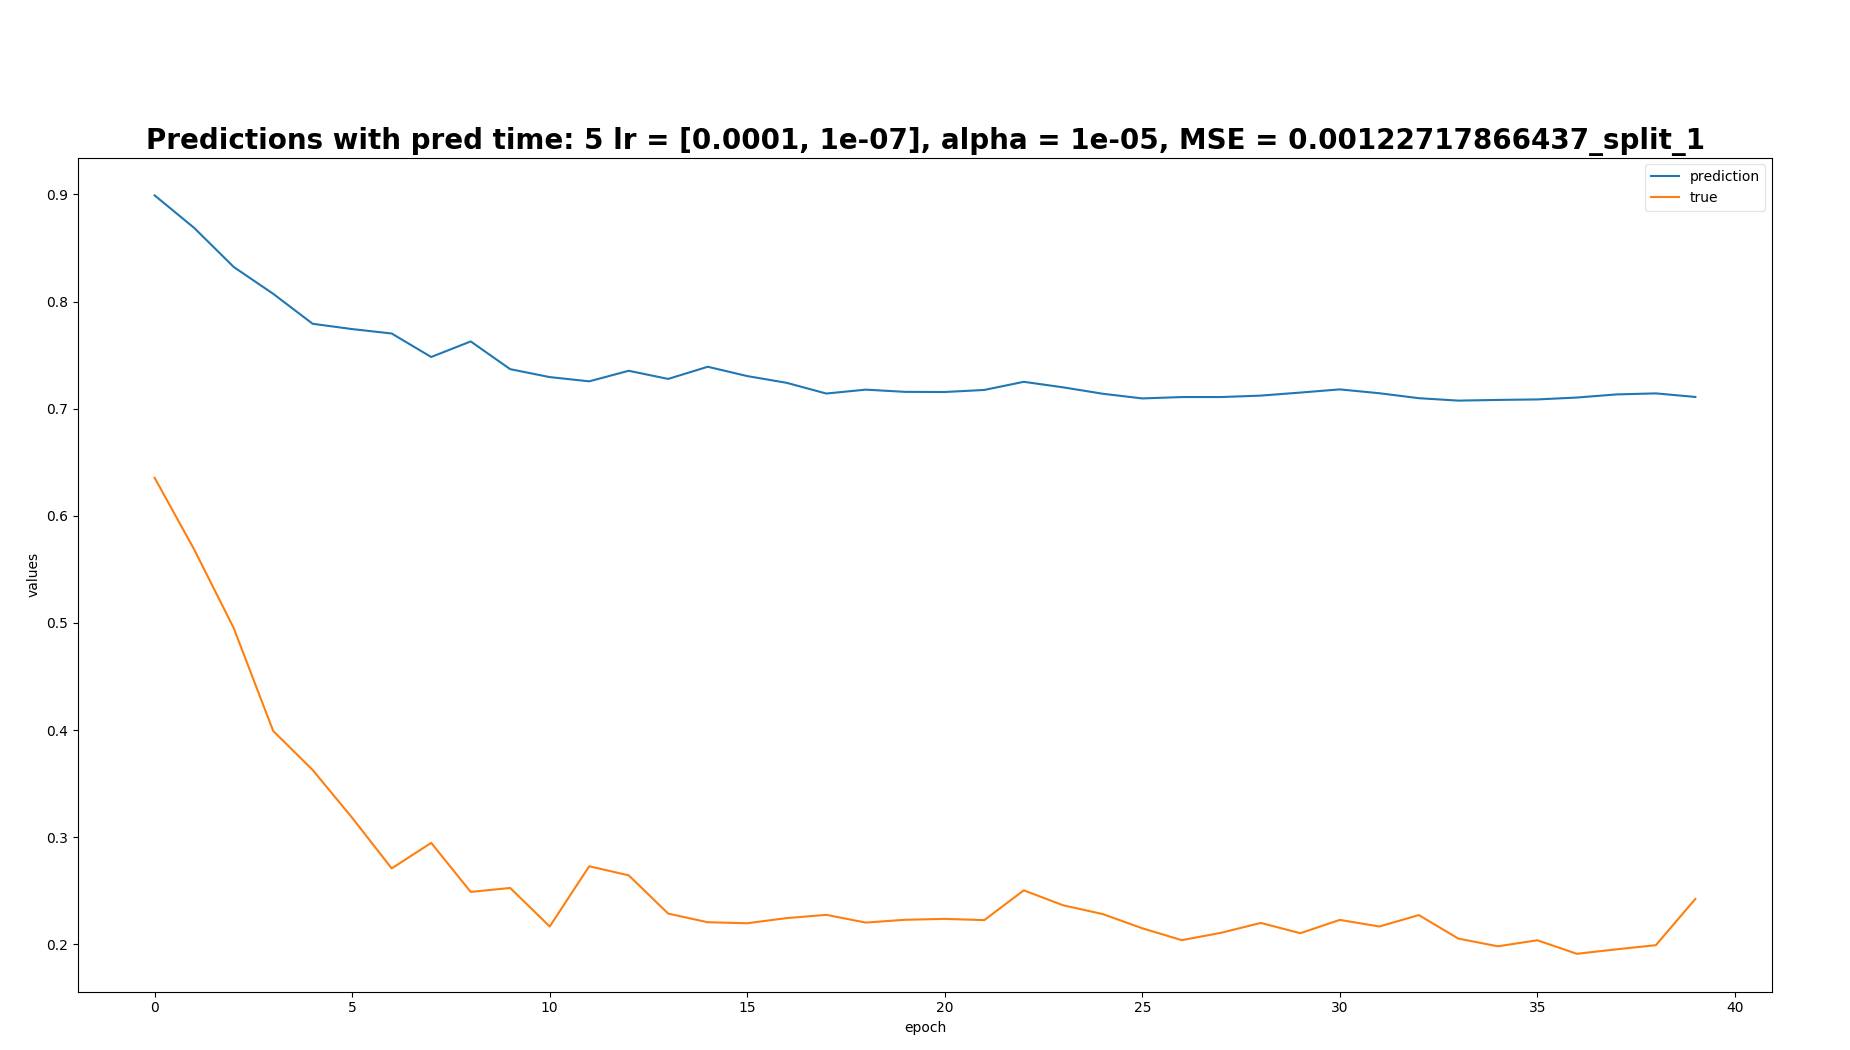 Predictions with pred time: 5 lr = [0.0001, 1e-07], alpha = 1e-05, MSE = 0.00122717866437_split_1
prediction
true
values
0.9
0.8
0.7
0.6
0.5
0.4
0.3
0.2
0 5 10 15 20 25 30 35 40
epoch